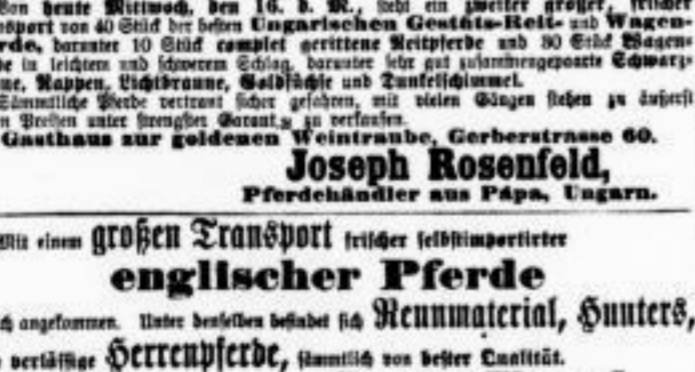 Von heute Mittwoch, den 16. d. M., steht ein zweiter großer, frischer
nsport von 40 Stück der besten Ungarischen Gestüts-Reit- und Wagen-
rde, darunter 10 Stück complet gerittene Reitpferde und 30 Stück Wagen-
de in leichtem und schwerem Schlag, darunter sehr gut zusammengepaarte Schwarz-
ne, Rappen, Lichtbraune, Goldfüchse und Dunkelschimmel.
Sämmtliche Pferde vertraut sicher gefahren, mit vielen Gängen stehen zu äußerst
n Preisen unter strengster Garant. zu verkaufen.
Gasthaus zur goldenen Weintraube, Gerberstrasse 60.
Joseph Rosenfeld,
Pferdehändler aus Pápa, Ungarn.
Mit einem großen Transport frischer selbstimportirter
englischer Pferde
ch angekommen. Unter denselben befindet sich Rennmaterial, Hunters,
verlässige Herrenpferde, sämmtlich von bester Qualität.